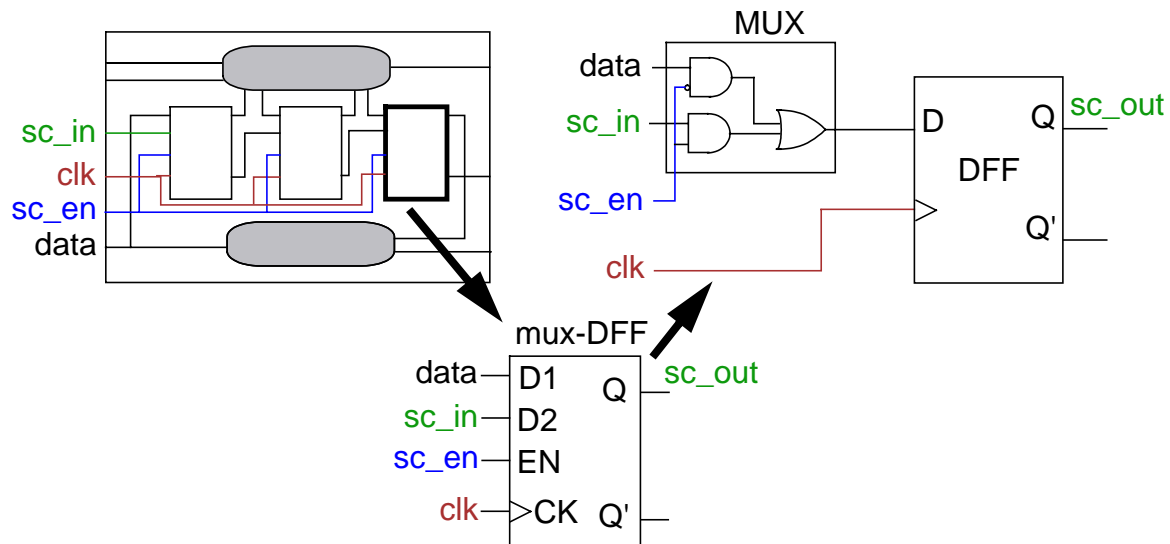 sc_in
clk
sc_en
data
MUX
data
sc_in
sc_en
clk
D
Q
DFF
Q'
sc_out
mux-DFF
data
sc_in
sc_en
clk
D1
D2
EN
CK
Q
Q'
sc_out